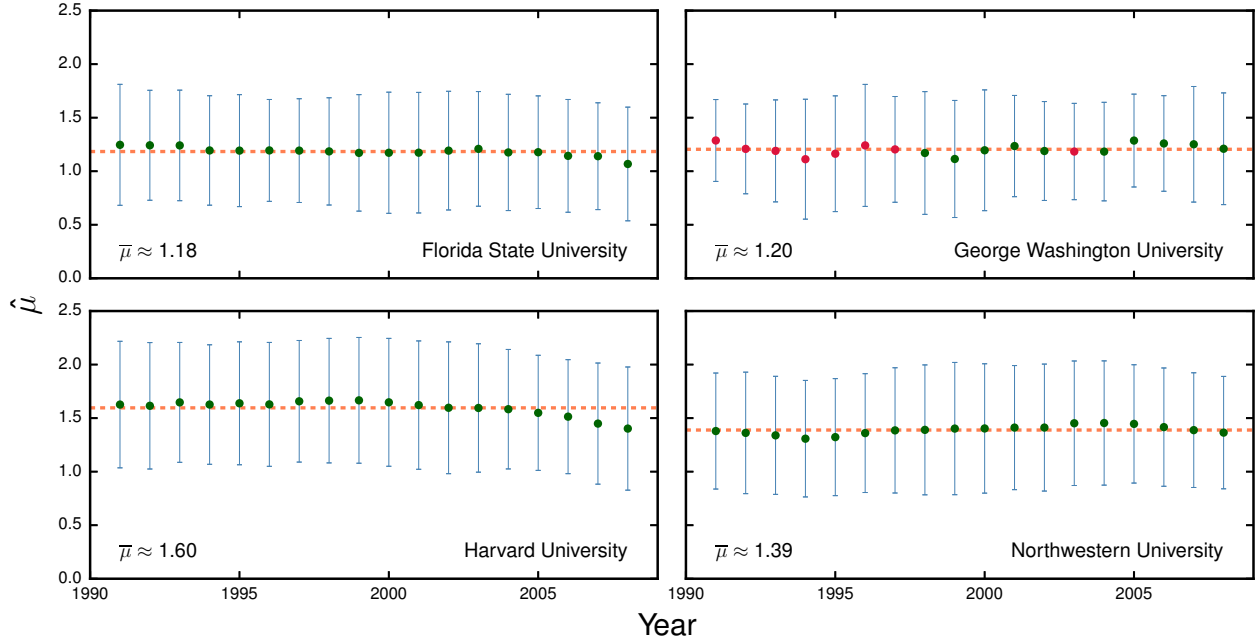 2.5
2.0
1.5
1.0
0.5
0.0
μ̅ ≈ 1.18 Florida State University
μ̅ ≈ 1.20 George Washington University
μ̂
2.5
2.0
1.5
1.0
0.5
0.0
μ̅ ≈ 1.60 Harvard University
μ̅ ≈ 1.39 Northwestern University
1990 1995 2000 2005 1990 1995 2000 2005
Year